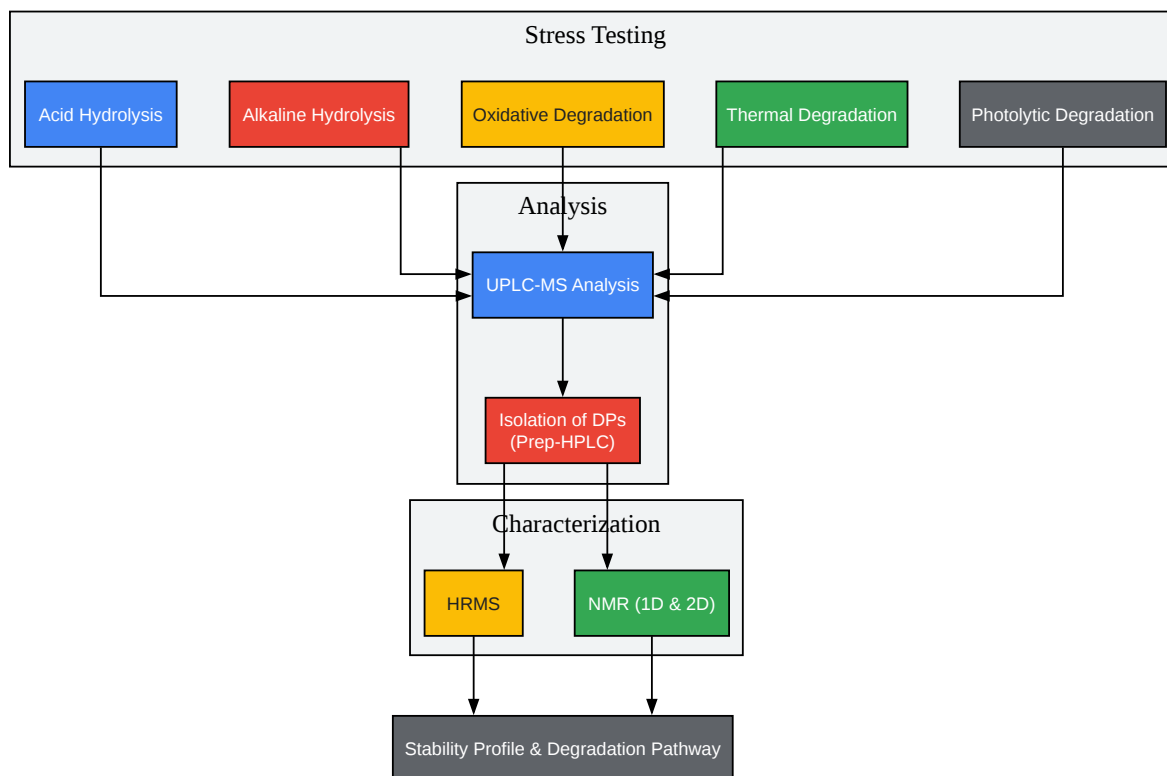 Stress Testing
Acid Hydrolysis
Alkaline Hydrolysis
Oxidative Degradation
Thermal Degradation
Photolytic Degradation
Analysis
UPLC-MS Analysis
Isolation of DPs
(Prep-HPLC)
Characterization
HRMS
NMR (1D & 2D)
Stability Profile & Degradation Pathway